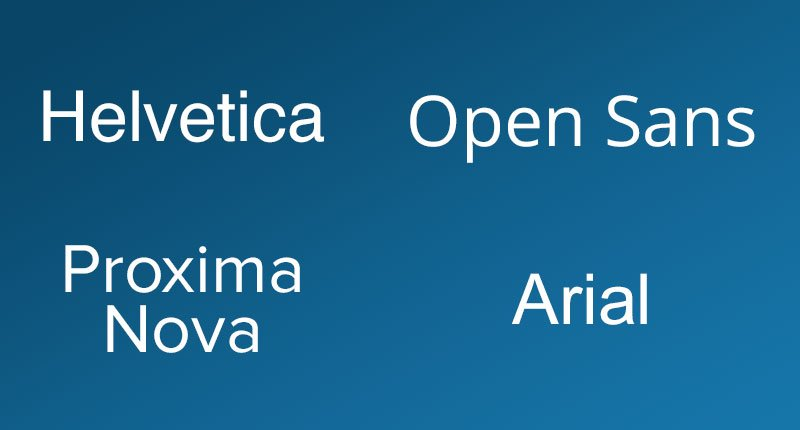 Helvetica
Open Sans
Proxima
Nova
Arial